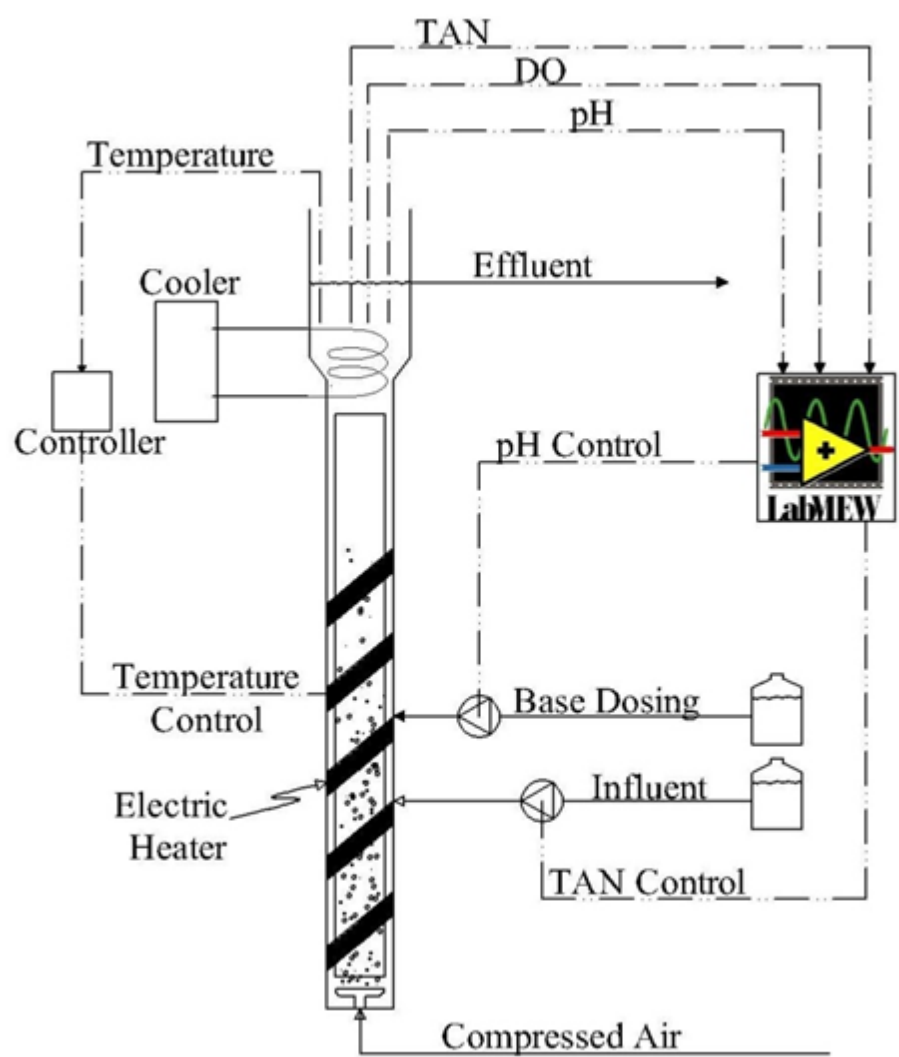 TAN
DO
pH
Temperature
Effluent
Cooler
Controller
pH Control
LabMEW
Temperature
Control
Base Dosing
Influent
Electric
Heater
TAN Control
Compressed Air